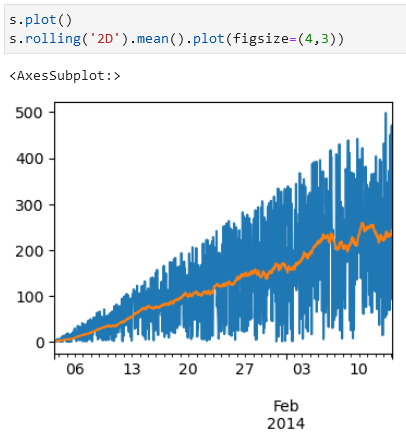 s.plot()
s.rolling('2D').mean().plot(figsize=(4,3))
<AxesSubplot:>
500
400
300
200
100
0
06 13 20 27 03 10
Feb
2014